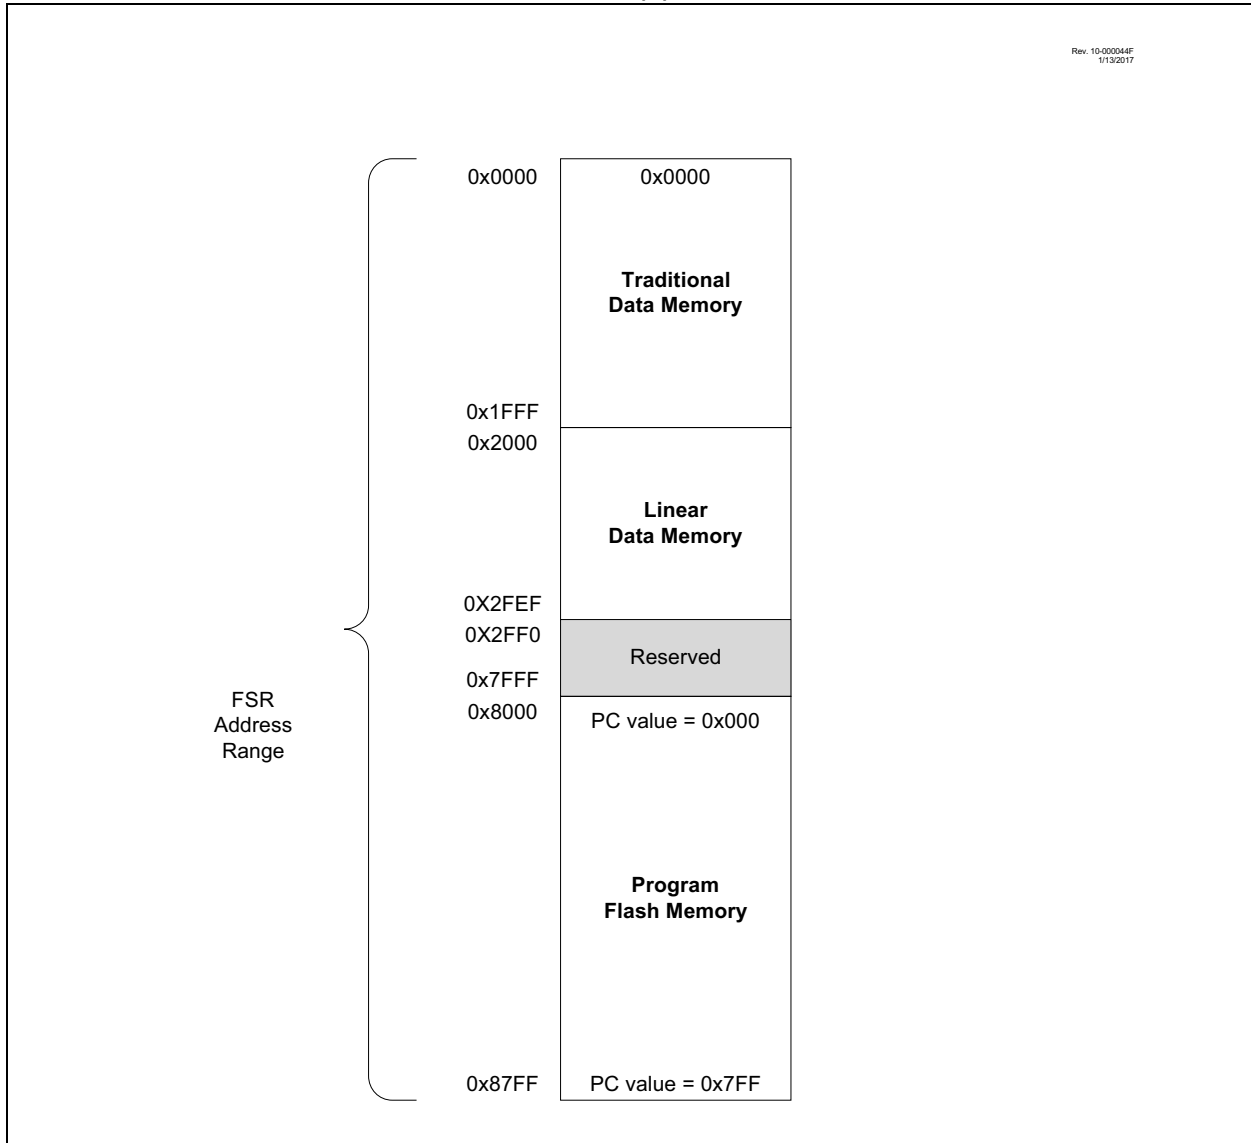 Rev. 10-000044F
1/13/2017
0x0000
0x0000
Traditional
Data Memory
0x1FFF
0x2000
Linear
Data Memory
0X2FEF
0X2FF0
Reserved
0x7FFF
0x8000
PC value = 0x000
FSR
Address
Range
Program
Flash Memory
0x87FF
PC value = 0x7FF